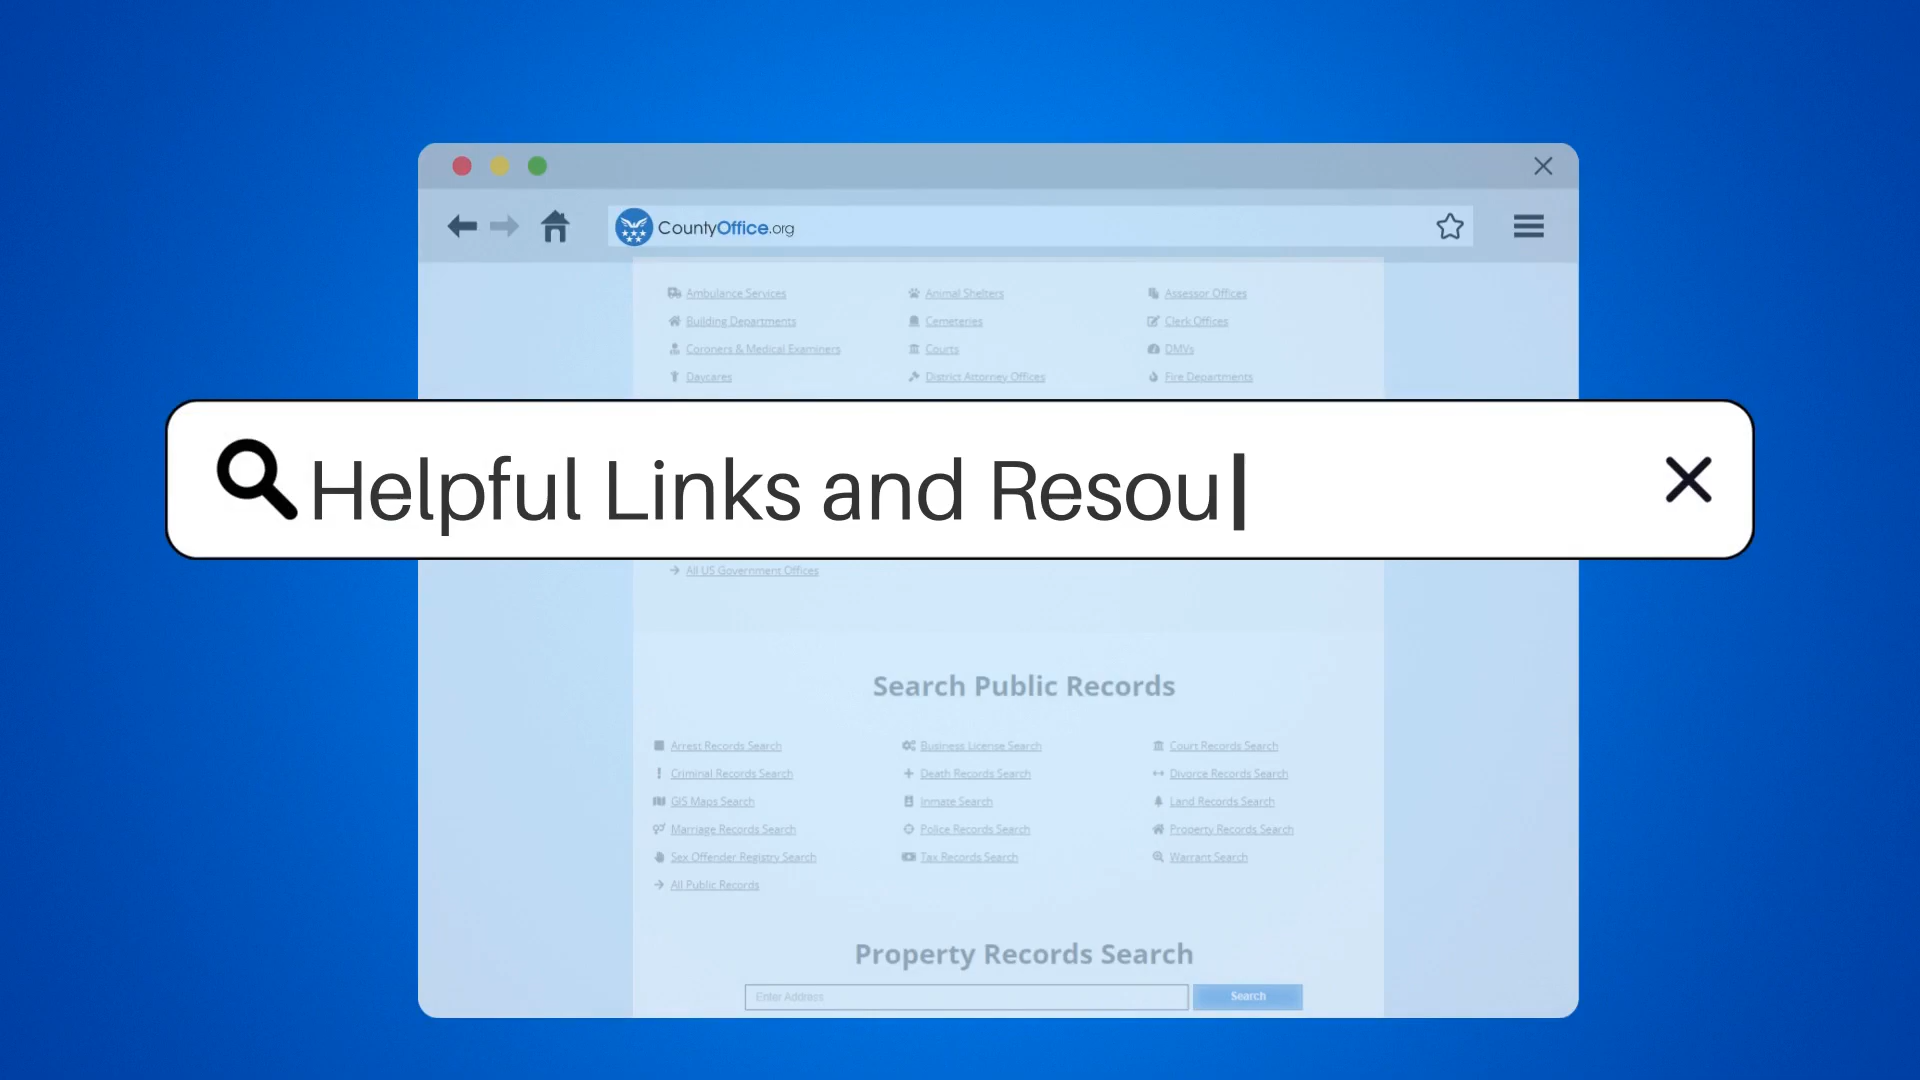 CountyOffice.org
Ambulance Services Animal Shelters Assessor Offices
Building Departments Cemeteries Clerk Offices
Coroners & Medical Examiners Courts DMVs
Daycares District Attorney Offices Fire Departments
Helpful Links and Resou
All US Government Offices
Search Public Records
Arrest Records Search Business License Search Court Records Search
Criminal Records Search Death Records Search Divorce Records Search
GIS Maps Search Inmate Search Land Records Search
Marriage Records Search Police Records Search Property Records Search
Sex Offender Registry Search Tax Records Search Warrant Search
All Public Records
Property Records Search
Enter Address Search